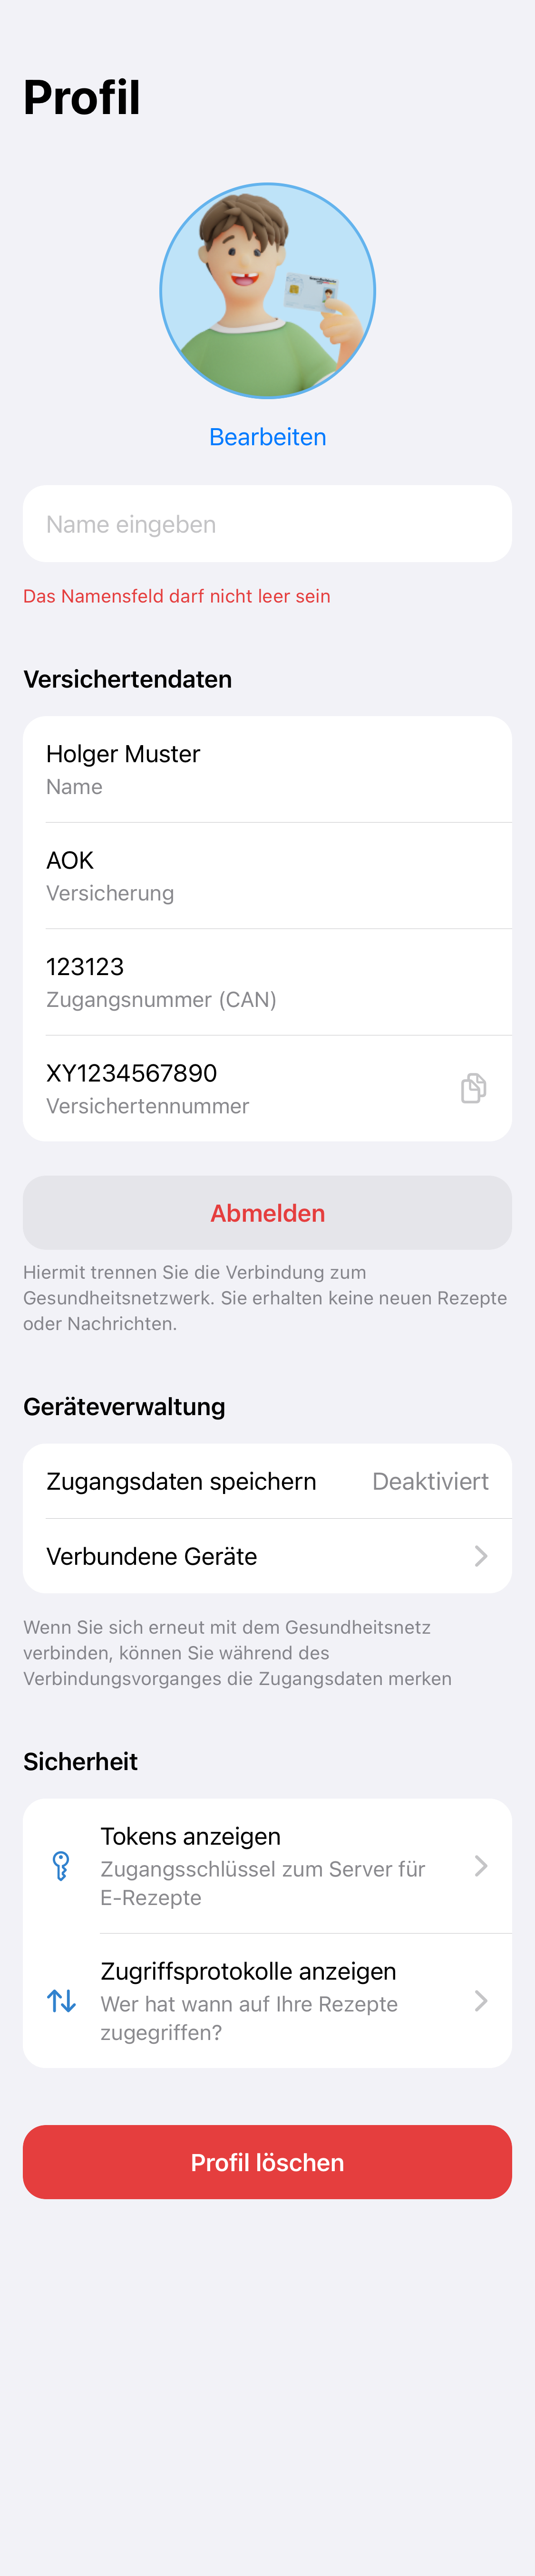 Profil
Bearbeiten
Name eingeben
Das Namensfeld darf nicht leer sein
Versichertendaten
Holger Muster
Name
AOK
Versicherung
123123
Zugangsnummer (CAN)
XY1234567890
Versichertennummer
Abmelden
Hiermit trennen Sie die Verbindung zum
Gesundheitsnetzwerk. Sie erhalten keine neuen Rezepte
oder Nachrichten.
Geräteverwaltung
Zugangsdaten speichern Deaktiviert
Verbundene Geräte
Wenn Sie sich erneut mit dem Gesundheitsnetz
verbinden, können Sie während des
Verbindungsvorganges die Zugangsdaten merken
Sicherheit
Tokens anzeigen
Zugangsschlüssel zum Server für
E-Rezepte
Zugriffsprotokolle anzeigen
Wer hat wann auf Ihre Rezepte
zugegriffen?
Profil löschen